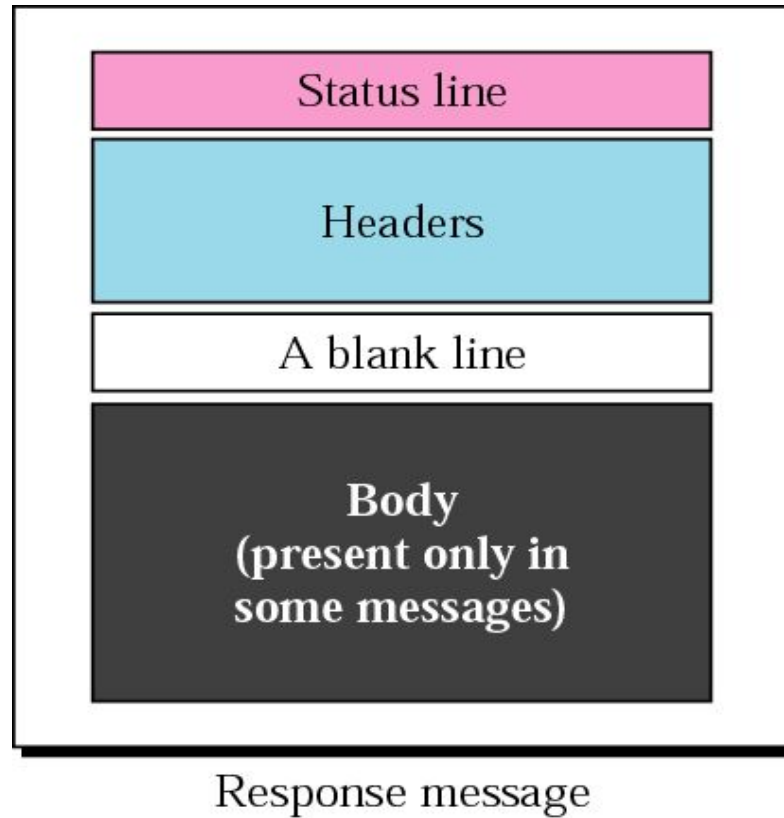 Status line
Headers
A blank line
Body
(present only in
some messages)
Response message